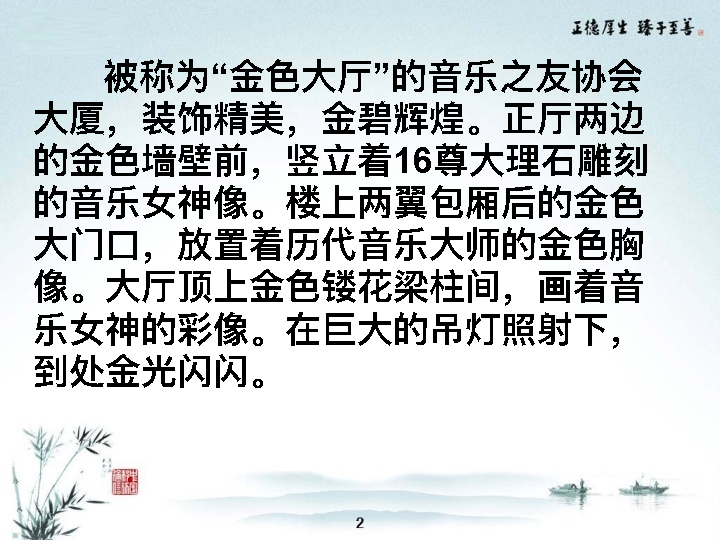 正德厚生 臻于至善
被称为“金色大厅”的音乐之友协会
大厦，装饰精美，金碧辉煌。正厅两边
的金色墙壁前，竖立着16尊大理石雕刻
的音乐女神像。楼上两翼包厢后的金色
大门口，放置着历代音乐大师的金色胸
像。大厅顶上金色镂花梁柱间，画着音
乐女神的彩像。在巨大的吊灯照射下，
到处金光闪闪。
2